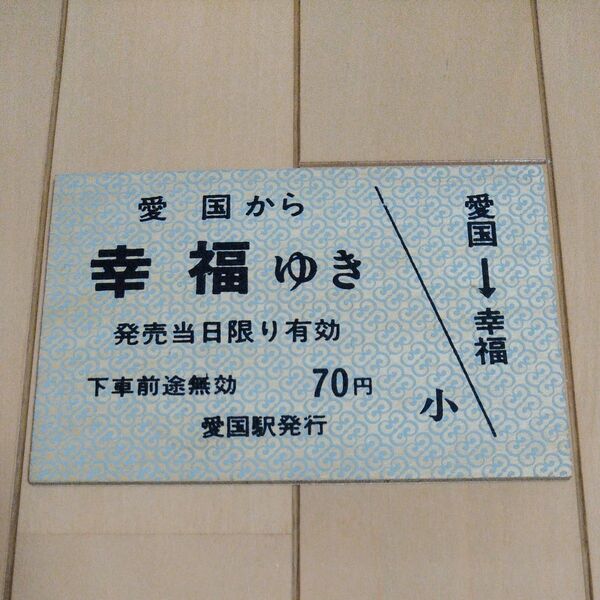 愛国から
幸福ゆき
発売当日限り有効
下車前途無効 70円
愛国駅発行
愛国→幸福
小